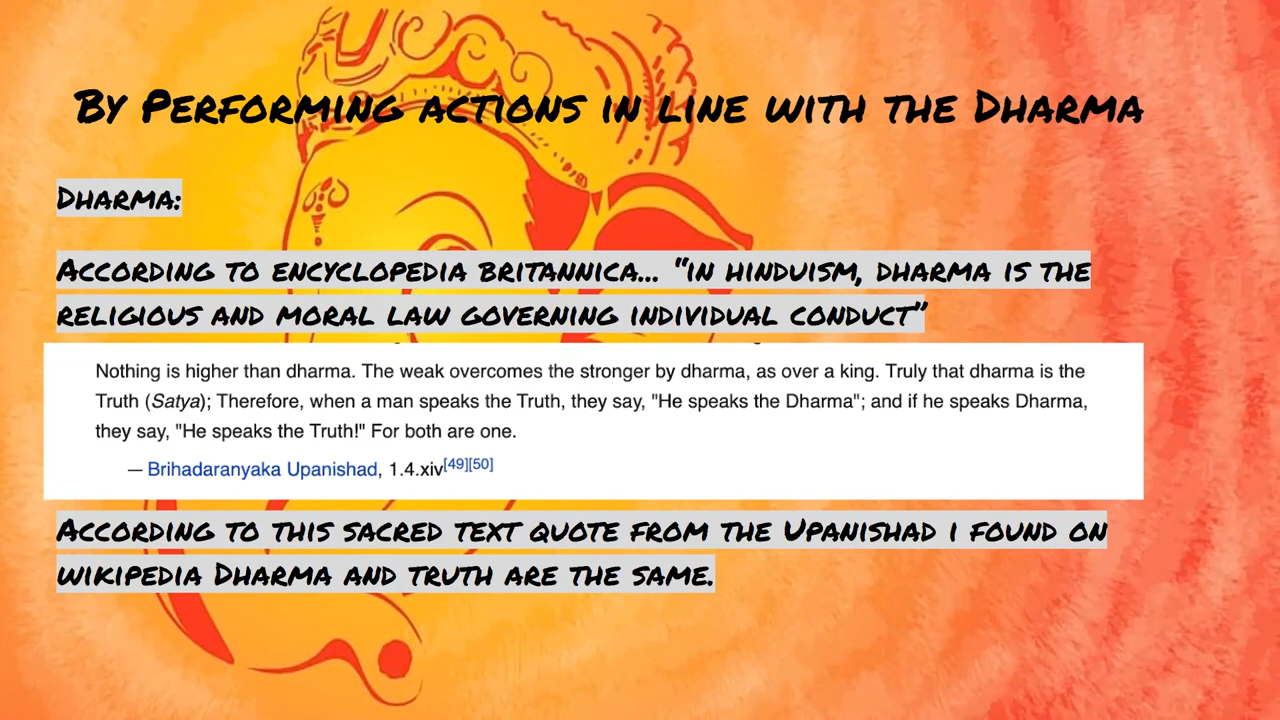 By Performing actions in line with the Dharma
Dharma:
According to encyclopedia britannica... “in hinduism, dharma is the
religious and moral law governing individual conduct”
Nothing is higher than dharma. The weak overcomes the stronger by dharma, as over a king. Truly that dharma is the
Truth (Satya); Therefore, when a man speaks the Truth, they say, "He speaks the Dharma"; and if he speaks Dharma,
they say, "He speaks the Truth!" For both are one.
— Brihadaranyaka Upanishad, 1.4.xiv[49][50]
According to this sacred text quote from the Upanishad i found on
wikipedia Dharma and truth are the same.